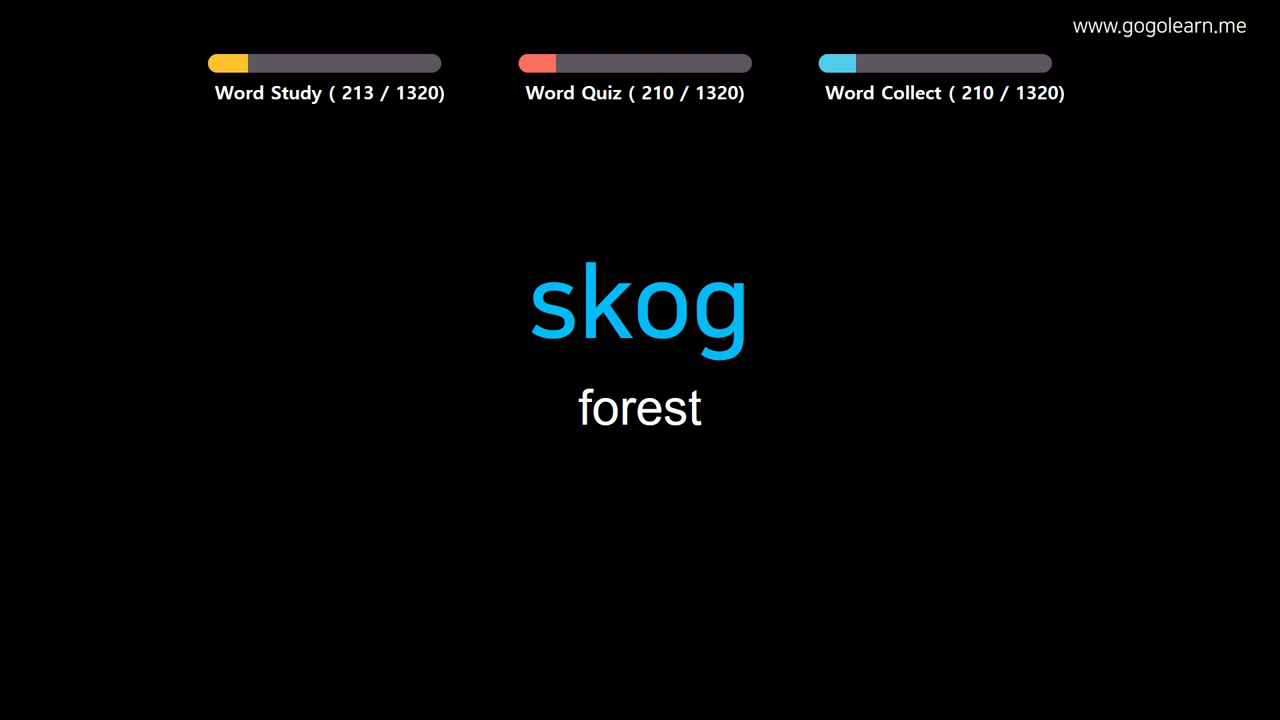 www.gogolearn.me
Word Study ( 213 / 1320)
Word Quiz ( 210 / 1320)
Word Collect ( 210 / 1320)
skog
forest